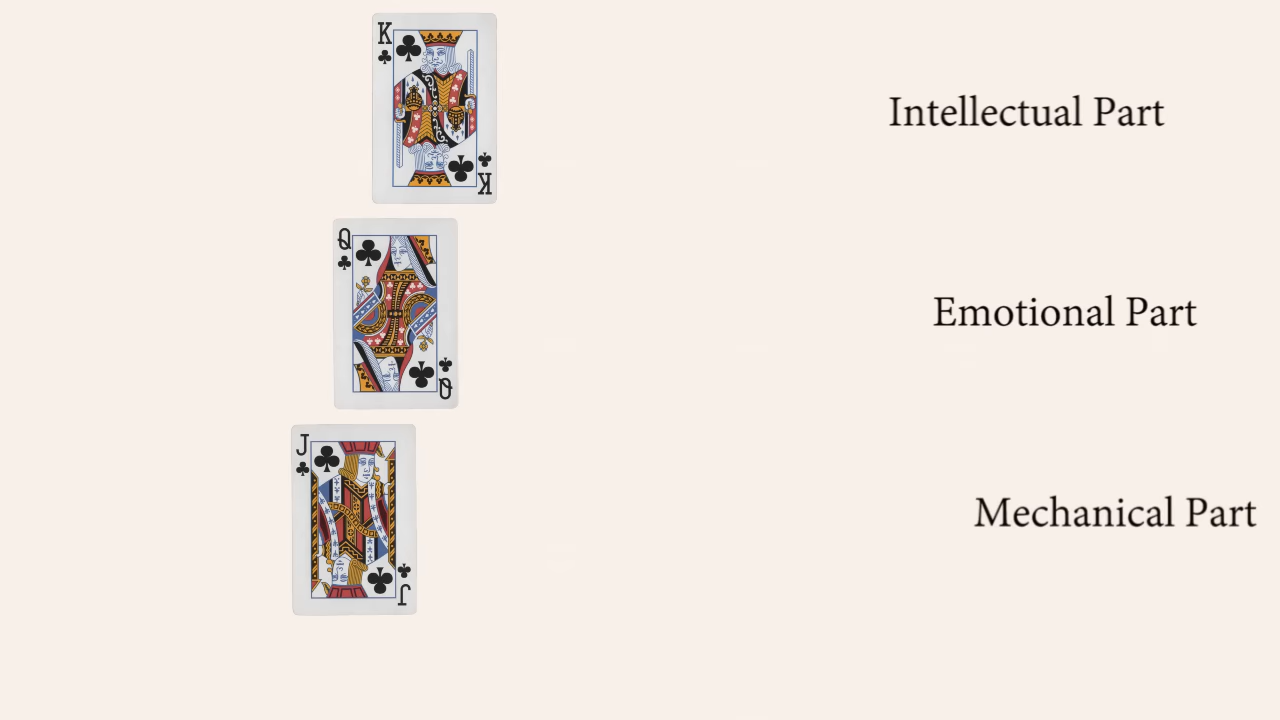 K
Intellectual Part
K
Q
Emotional Part
Q
J
Mechanical Part
J